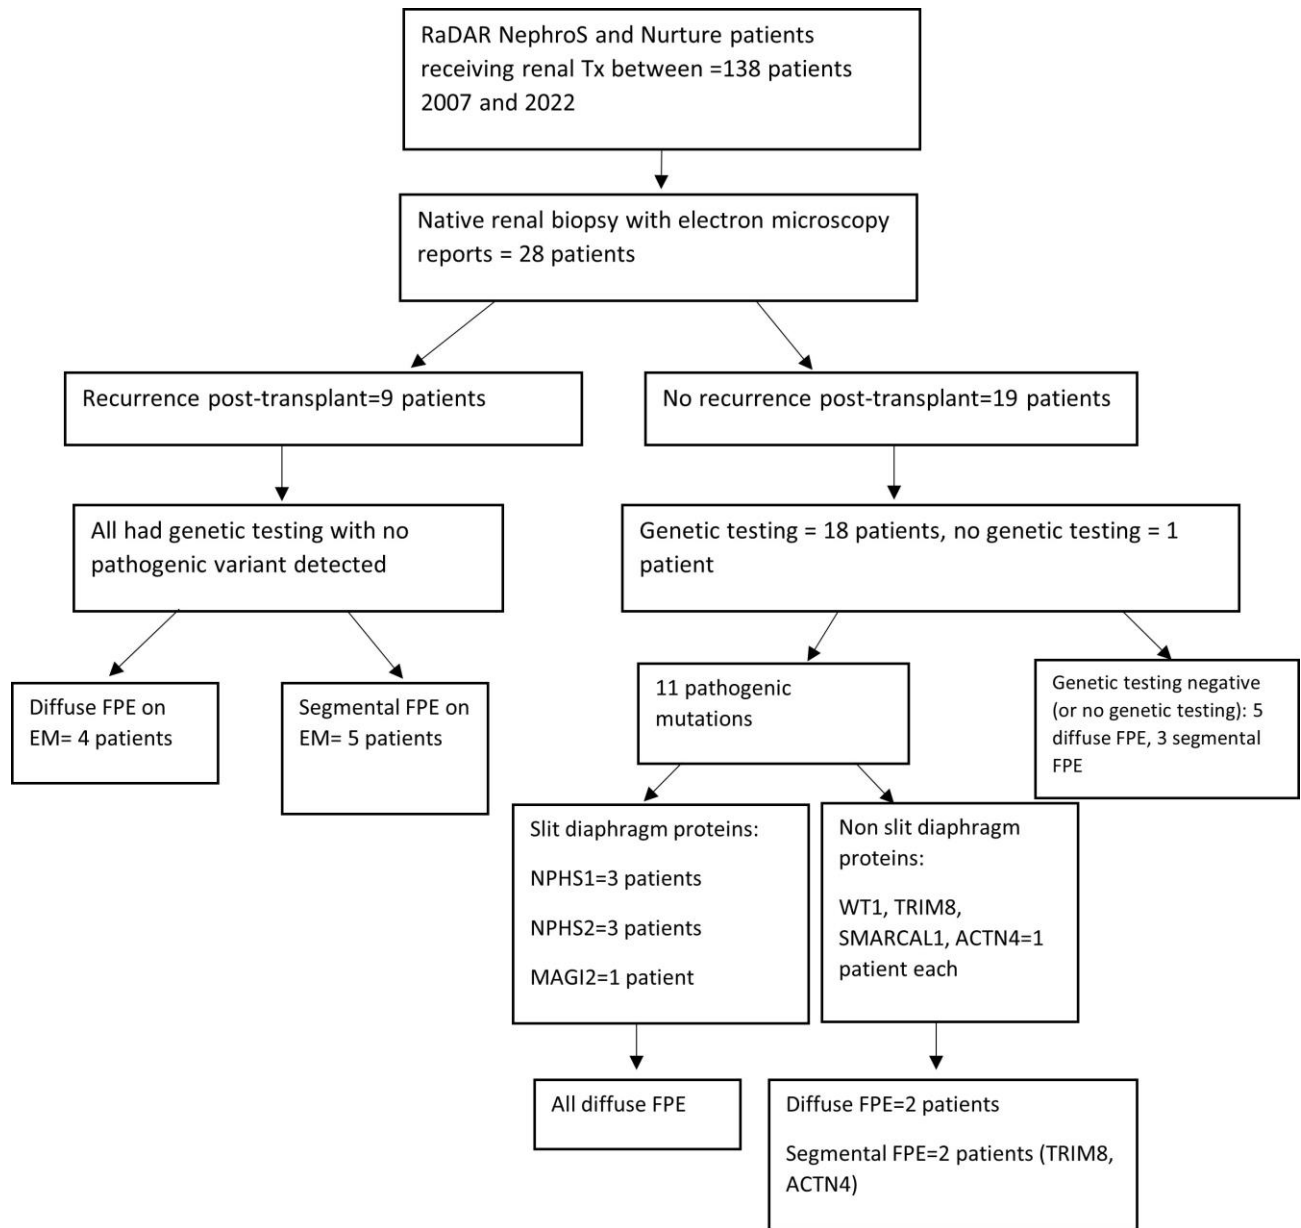 RaDAR NephroS and Nurture patients
receiving renal Tx between =138 patients
2007 and 2022
Native renal biopsy with electron microscopy
reports = 28 patients
Recurrence post-transplant=9 patients
No recurrence post-transplant=19 patients
All had genetic testing with no
pathogenic variant detected
Genetic testing = 18 patients, no genetic testing = 1
patient
Diffuse FPE on
EM= 4 patients
Segmental FPE on
EM= 5 patients
11 pathogenic
mutations
Genetic testing negative
(or no genetic testing): 5
diffuse FPE, 3 segmental
FPE
Slit diaphragm proteins:
NPHS1=3 patients
NPHS2=3 patients
MAGI2=1 patient
Non slit diaphragm
proteins:
WT1, TRIM8,
SMARCAL1, ACTN4=1
patient each
All diffuse FPE
Diffuse FPE=2 patients
Segmental FPE=2 patients (TRIM8,
ACTN4)